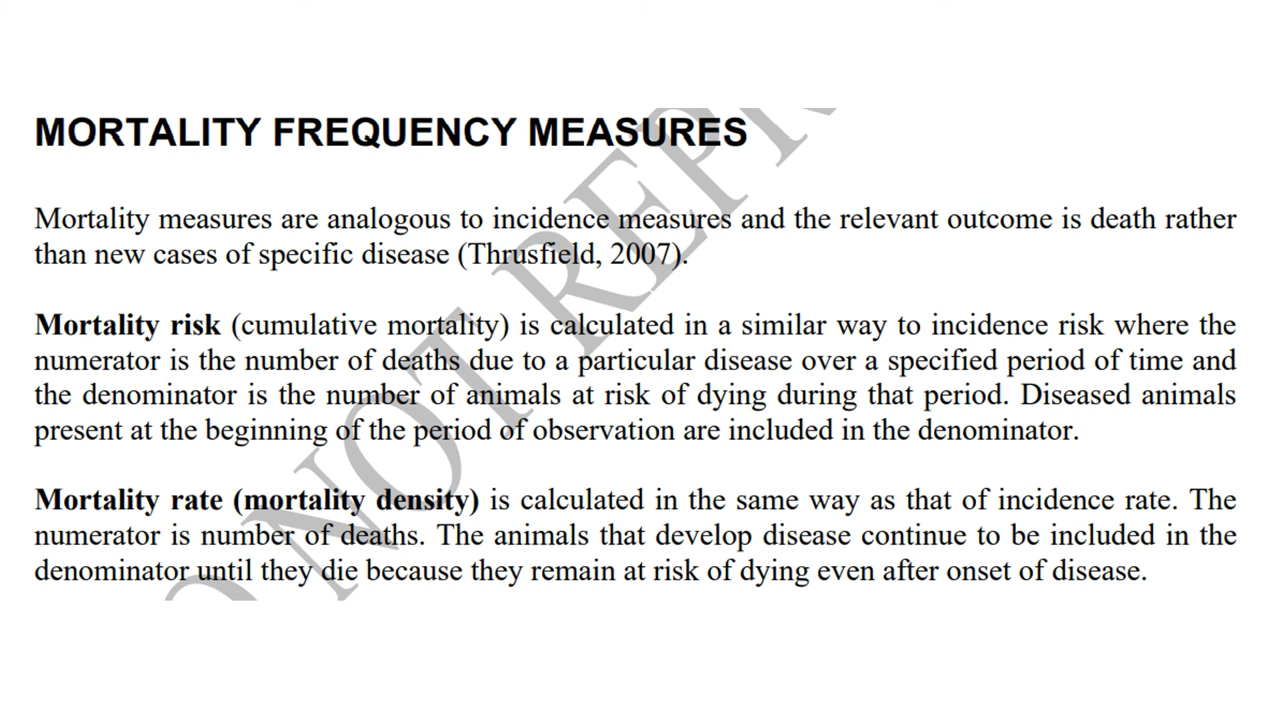 MORTALITY FREQUENCY MEASURES
Mortality measures are analogous to incidence measures and the relevant outcome is death rather
than new cases of specific disease (Thrusfield, 2007).
Mortality risk (cumulative mortality) is calculated in a similar way to incidence risk where the
numerator is the number of deaths due to a particular disease over a specified period of time and
the denominator is the number of animals at risk of dying during that period. Diseased animals
present at the beginning of the period of observation are included in the denominator.
Mortality rate (mortality density) is calculated in the same way as that of incidence rate. The
numerator is number of deaths. The animals that develop disease continue to be included in the
denominator until they die because they remain at risk of dying even after onset of disease.
NOT